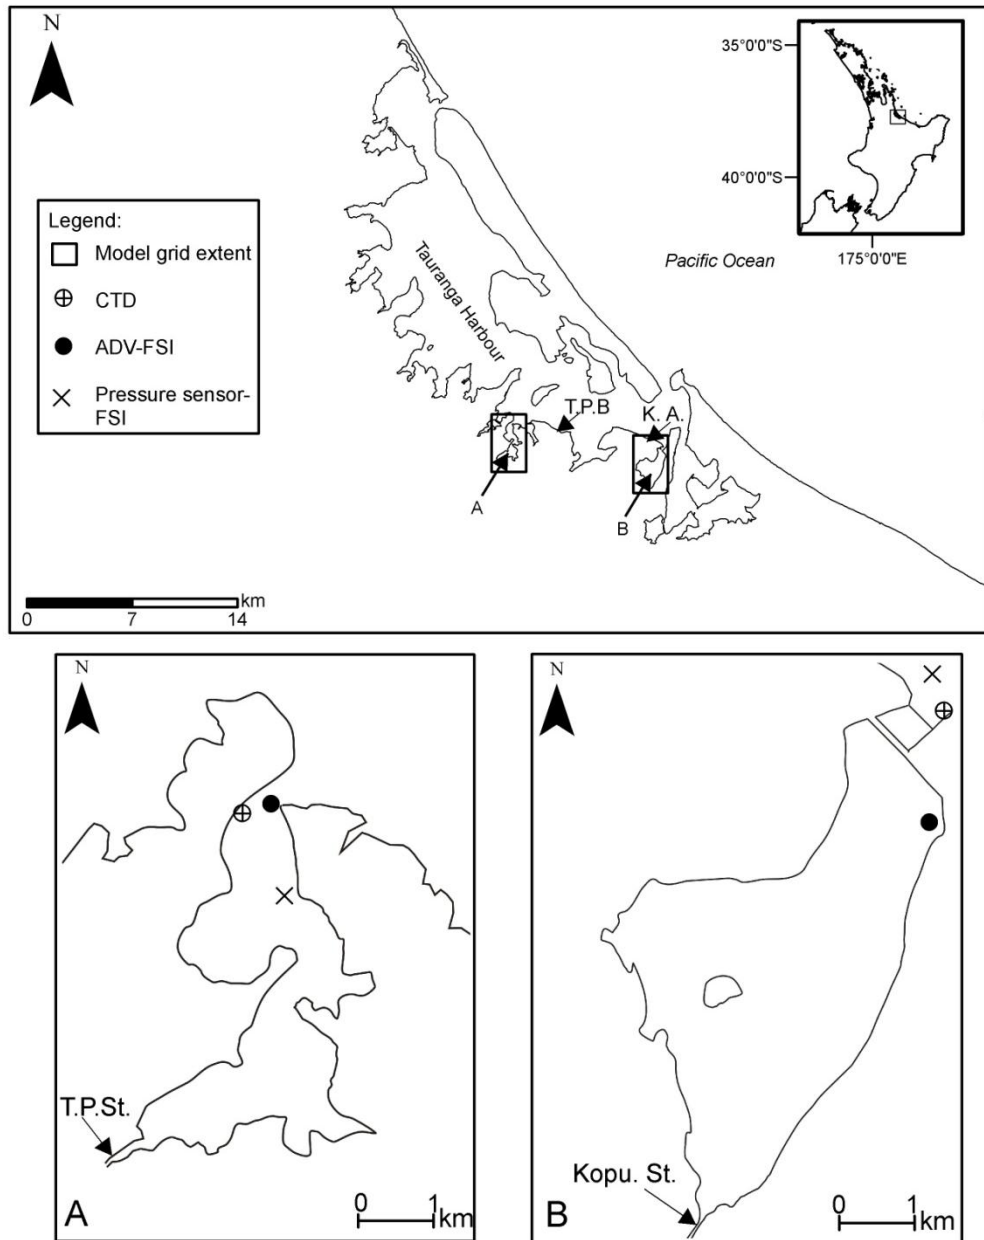 N
35°0'0"S
40°0'0"S
175°0'0"E
Pacific Ocean
Legend:
Model grid extent
CTD
ADV-FSI
Pressure sensor-
FSI
Tauranga Harbour
T.P.B
K. A.
A
B
km
0 7 14
N
T.P.St.
A
0 1
km
N
Kopu. St.
B
0 1
km